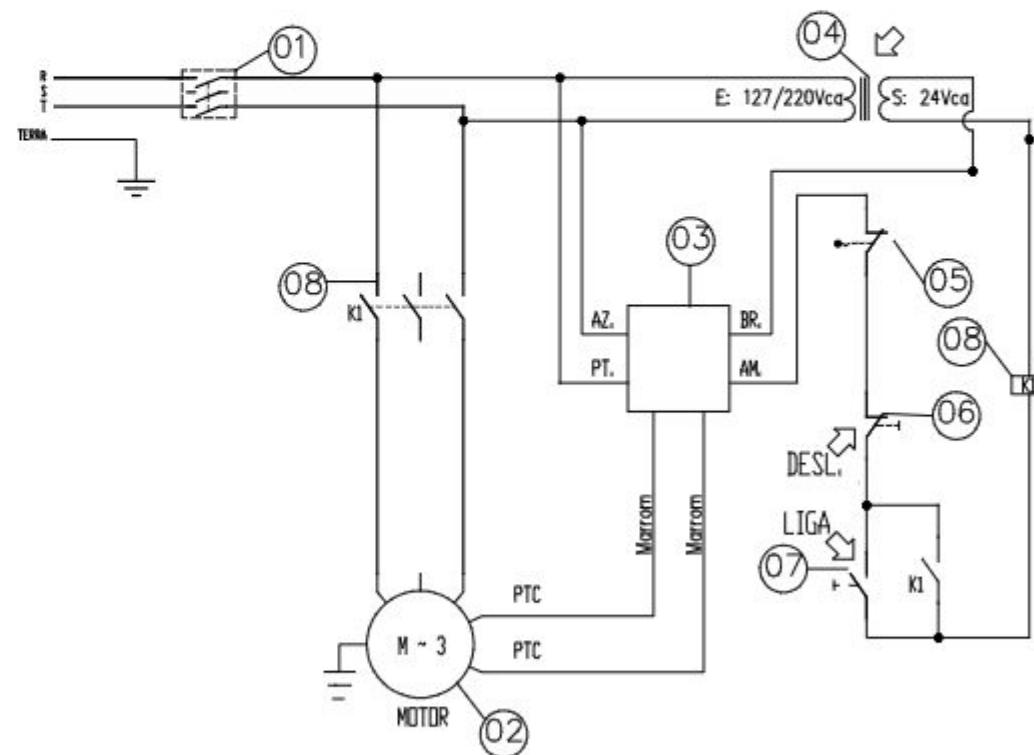 01
04
R
S
T
E: 127/220Vca
S: 24Vca
TERRA
03
05
08
K1
AZ.
BR.
08
PT.
AM.
K1
06
DESL.
Marrom
Marrom
LIGA
07
K1
PTC
M ~ 3
PTC
MOTOR
02